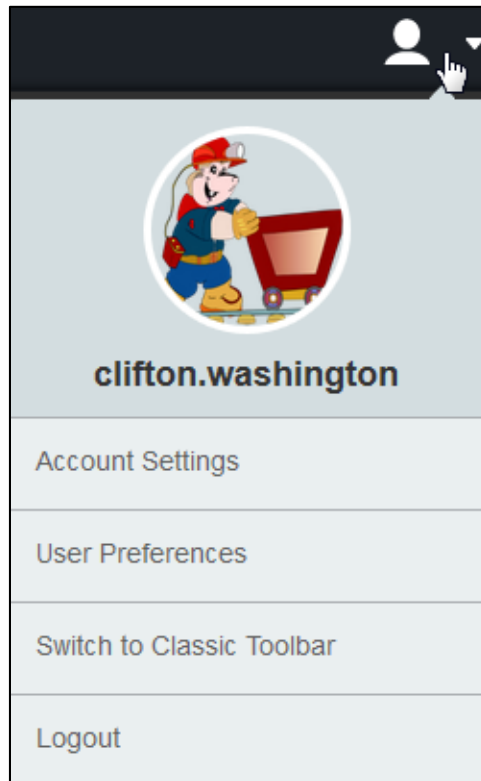 clifton.washington
Account Settings
User Preferences
Switch to Classic Toolbar
Logout